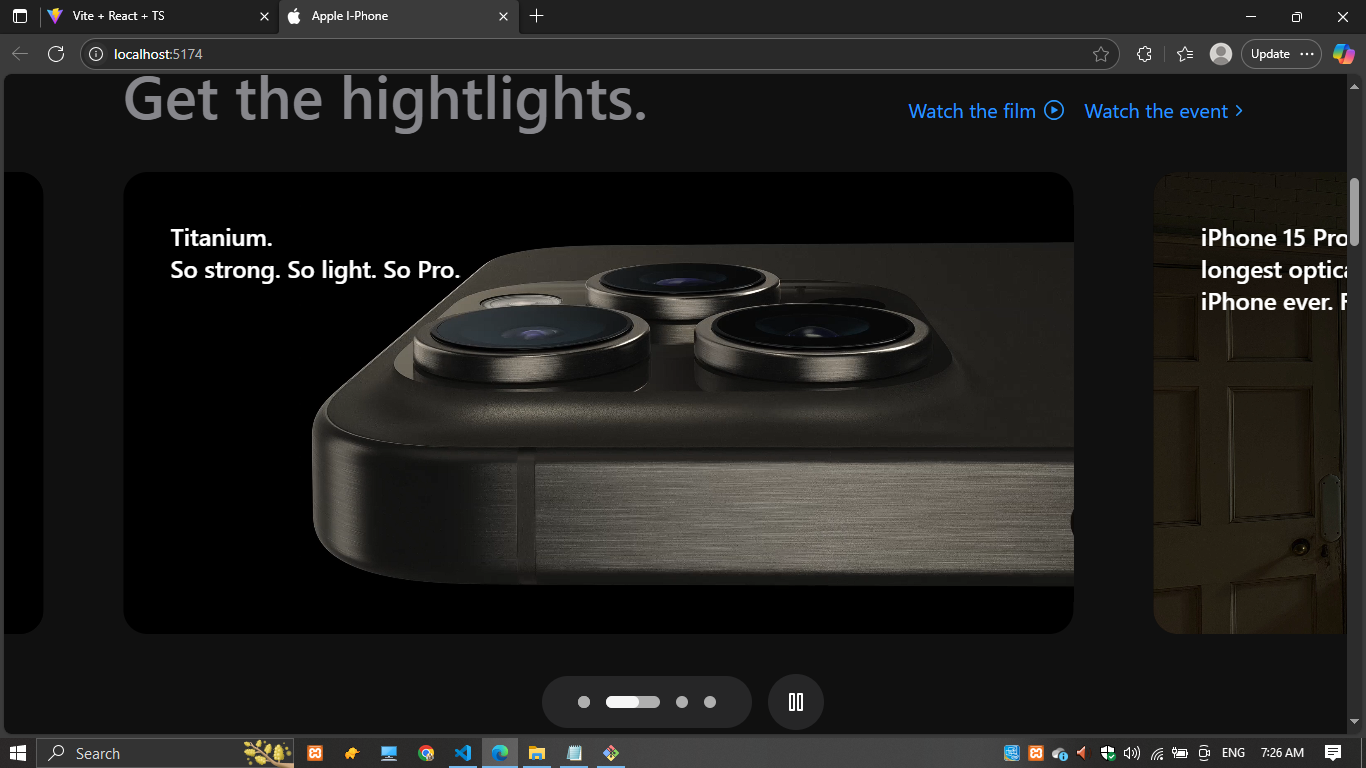 Vite + React + TS
Apple I-Phone
localhost:5174
Update
Get the hightlights.
Watch the film
Watch the event
Titanium.
So strong. So light. So Pro.
iPhone 15 Pro
longest optica
iPhone ever. F
Search
ENG
7:26 AM